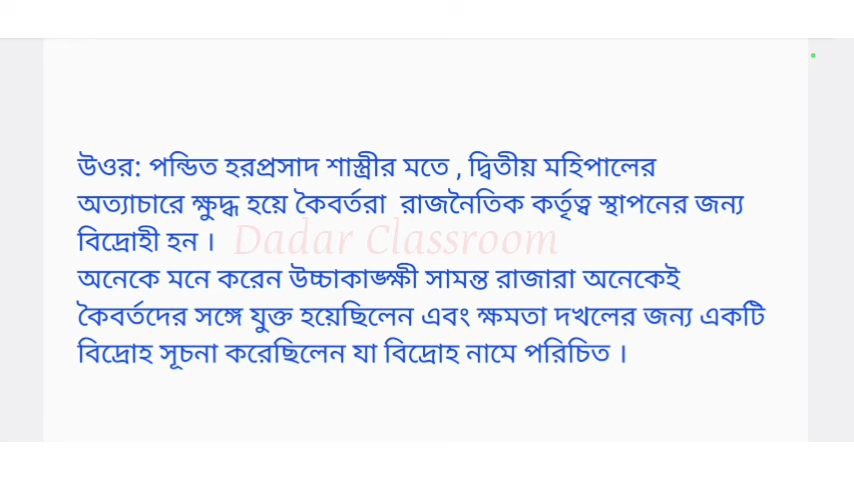 উওর: পন্ডিত হরপ্রসাদ শাস্ত্রীর মতে , দ্বিতীয় মহিপালের
অত্যাচারে ক্ষুদ্ধ হয়ে কৈবর্তরা রাজনৈতিক কর্তৃত্ব স্থাপনের জন্য
বিদ্রোহী হন ।
Dadar Classroom
অনেকে মনে করেন উচ্চাকাঙ্ক্ষী সামন্ত রাজারা অনেকেই
কৈবর্তদের সঙ্গে যুক্ত হয়েছিলেন এবং ক্ষমতা দখলের জন্য একটি
বিদ্রোহ সূচনা করেছিলেন যা বিদ্রোহ নামে পরিচিত ।